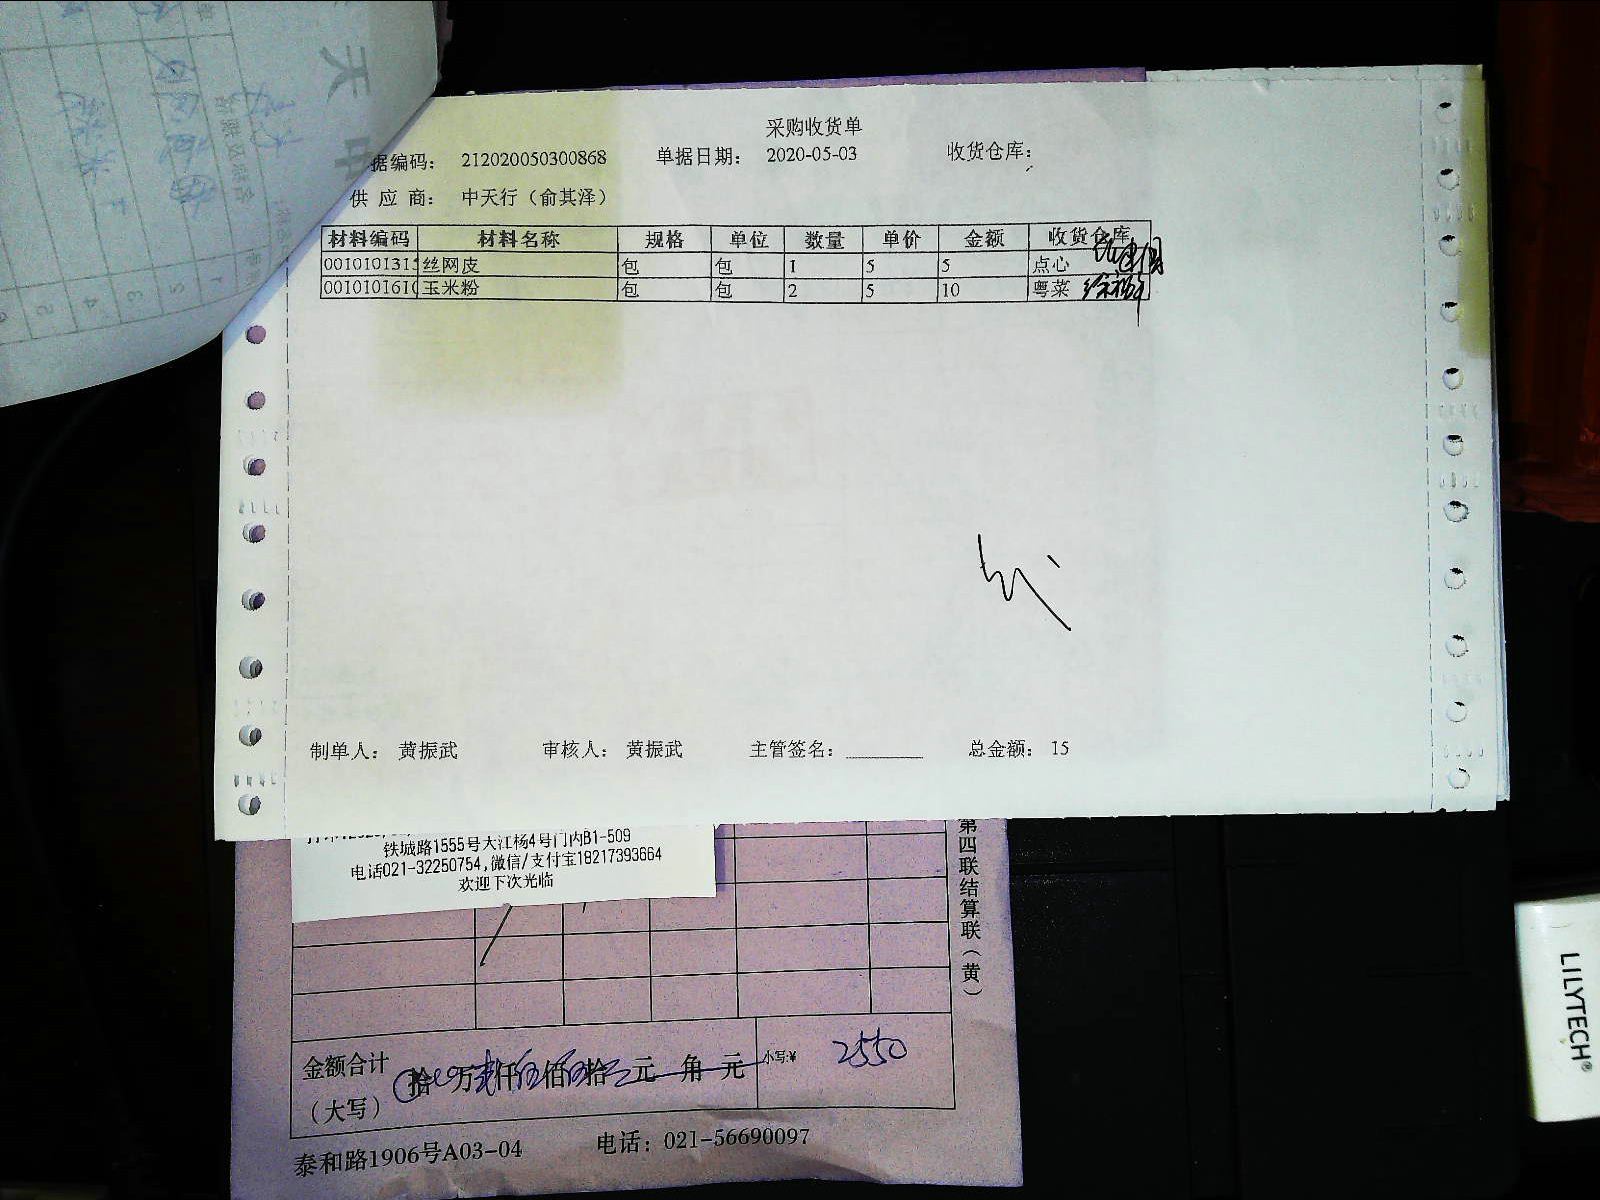 采购收货单
据编码： 212020050300868 单据日期： 2020-05-03 收货仓库：
供 应 商： 中天行（俞其泽）
材料编码 材料名称 规格 单位 数量 单价 金额 收货仓库
001010131 丝网皮 包 包 1 5 5 点心
001010161 玉米粉 包 包 2 5 10 粤菜
制单人： 黄振武 审核人： 黄振武 主管签名： 总金额： 15
铁城路1555号大江杨4号门内B1-509
电话021-32250754,微信/支付宝18217393664
欢迎下次光临
第四联结算联（黄）
金额合计
（大写）
拾 万 仟 佰 拾 元 角 元 小写:¥ 2550
泰和路1906号A03-04 电话：021-56690097
LILYTECH®